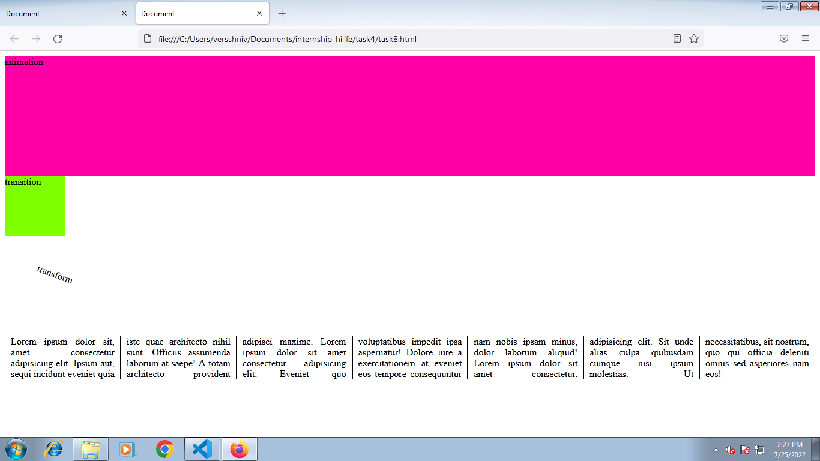 Document
Document
file:///C:/Users/verschniv/Documents/internship_hilfe/task4/task8.html
animation
transition
transform
Lorem ipsum dolor sit,
amet consectetur
adipisicing elit. Ipsum aut,
sequi incidunt eveniet quia
iste quae architecto nihil
sunt. Officiis assumenda
laborum at saepe! A totam
architecto provident
adipisci maxime. Lorem
ipsum dolor sit amet
consectetur adipisicing
elit. Eveniet quo
voluptatibus impedit ipsa
aspernatur! Dolore iure a
exercitationem at eveniet
eos tempore consequuntur
nam nobis ipsam minus,
dolor laborum aliquid!
Lorem ipsum dolor sit
amet consectetur,
adipisicing elit. Sit unde
alias culpa quibusdam
cumque nisi ipsum
molestias. Ut
necessitatibus, sit nostrum,
quo qui officia deleniti
omnis sed asperiores nam
eos!
2:27 PM
7/25/2022